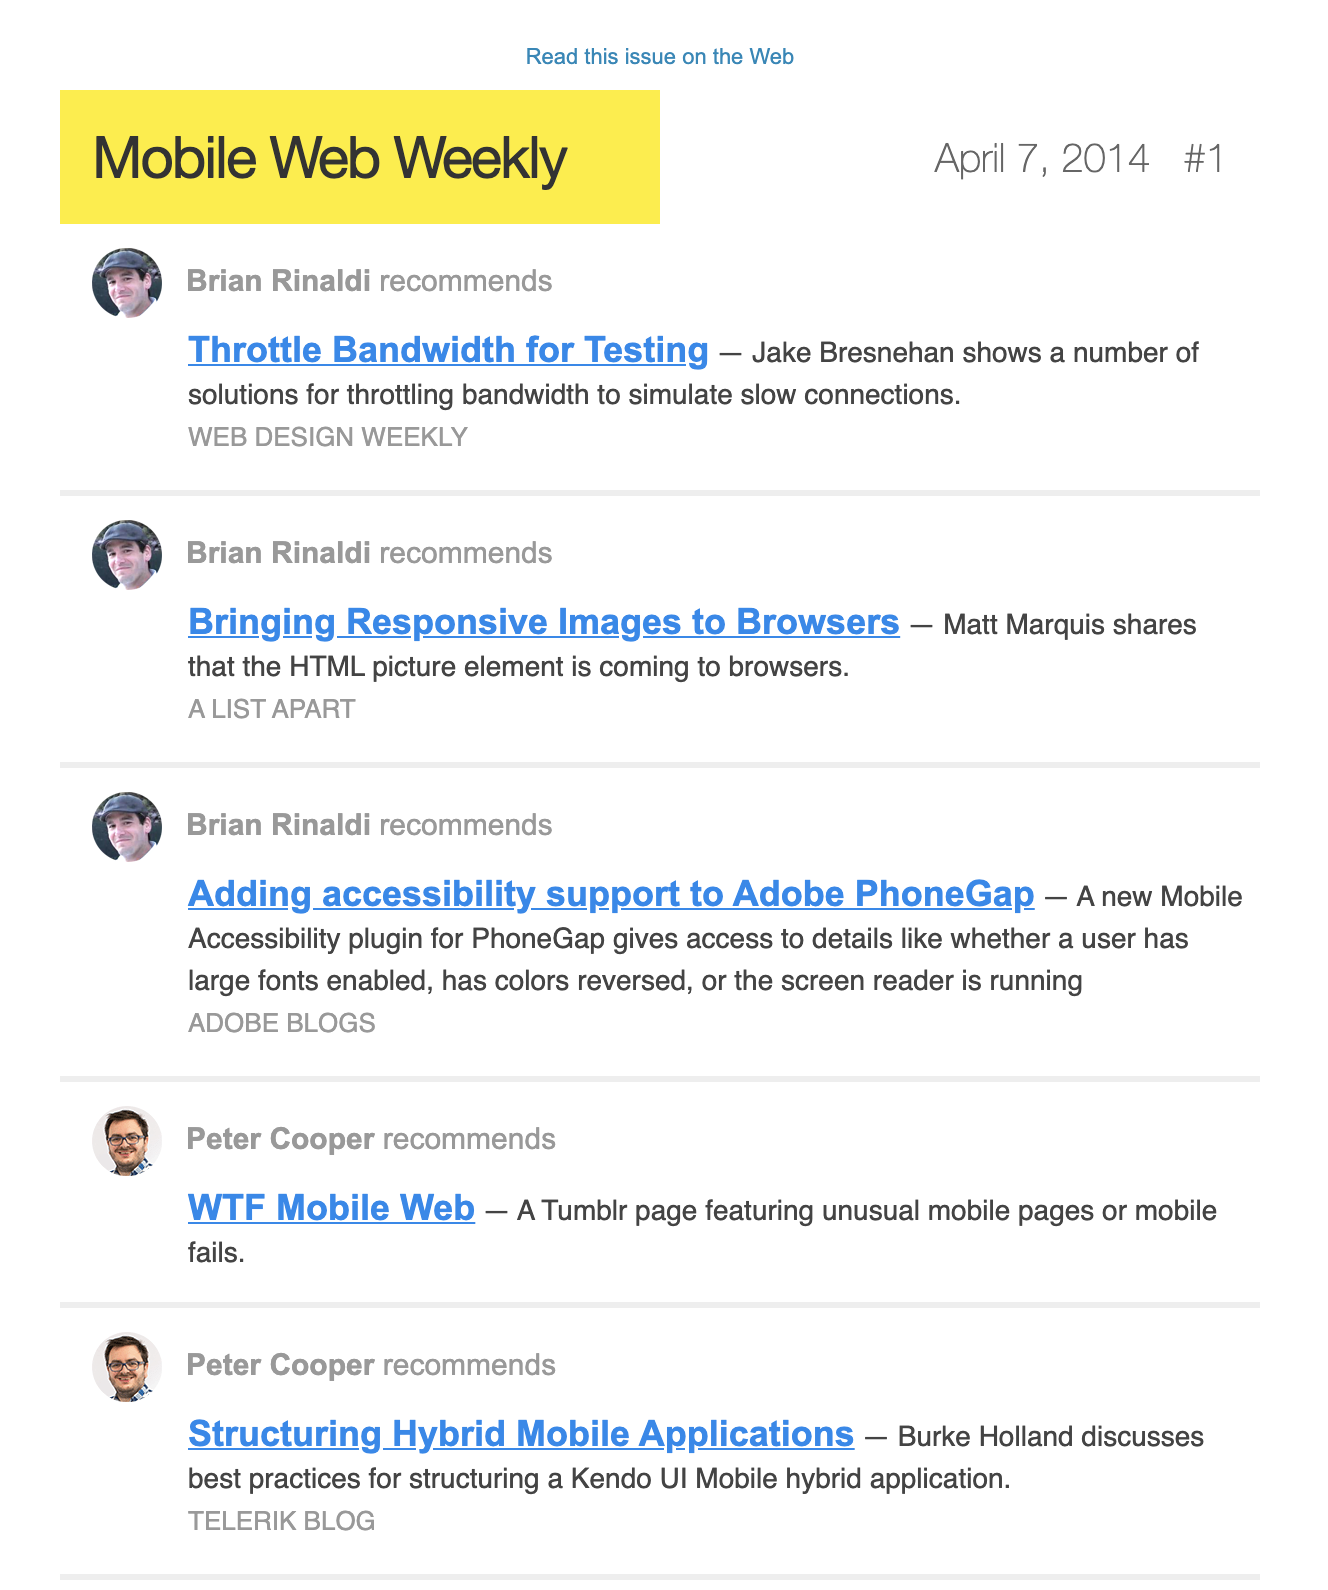 Read this issue on the Web
Mobile Web Weekly
April 7, 2014 #1
Brian Rinaldi recommends
Throttle Bandwidth for Testing — Jake Bresnehan shows a number of
solutions for throttling bandwidth to simulate slow connections.
WEB DESIGN WEEKLY
Brian Rinaldi recommends
Bringing Responsive Images to Browsers — Matt Marquis shares
that the HTML picture element is coming to browsers.
A LIST APART
Brian Rinaldi recommends
Adding accessibility support to Adobe PhoneGap — A new Mobile
Accessibility plugin for PhoneGap gives access to details like whether a user has
large fonts enabled, has colors reversed, or the screen reader is running
ADOBE BLOGS
Peter Cooper recommends
WTF Mobile Web — A Tumblr page featuring unusual mobile pages or mobile
fails.
Peter Cooper recommends
Structuring Hybrid Mobile Applications — Burke Holland discusses
best practices for structuring a Kendo UI Mobile hybrid application.
TELERIK BLOG